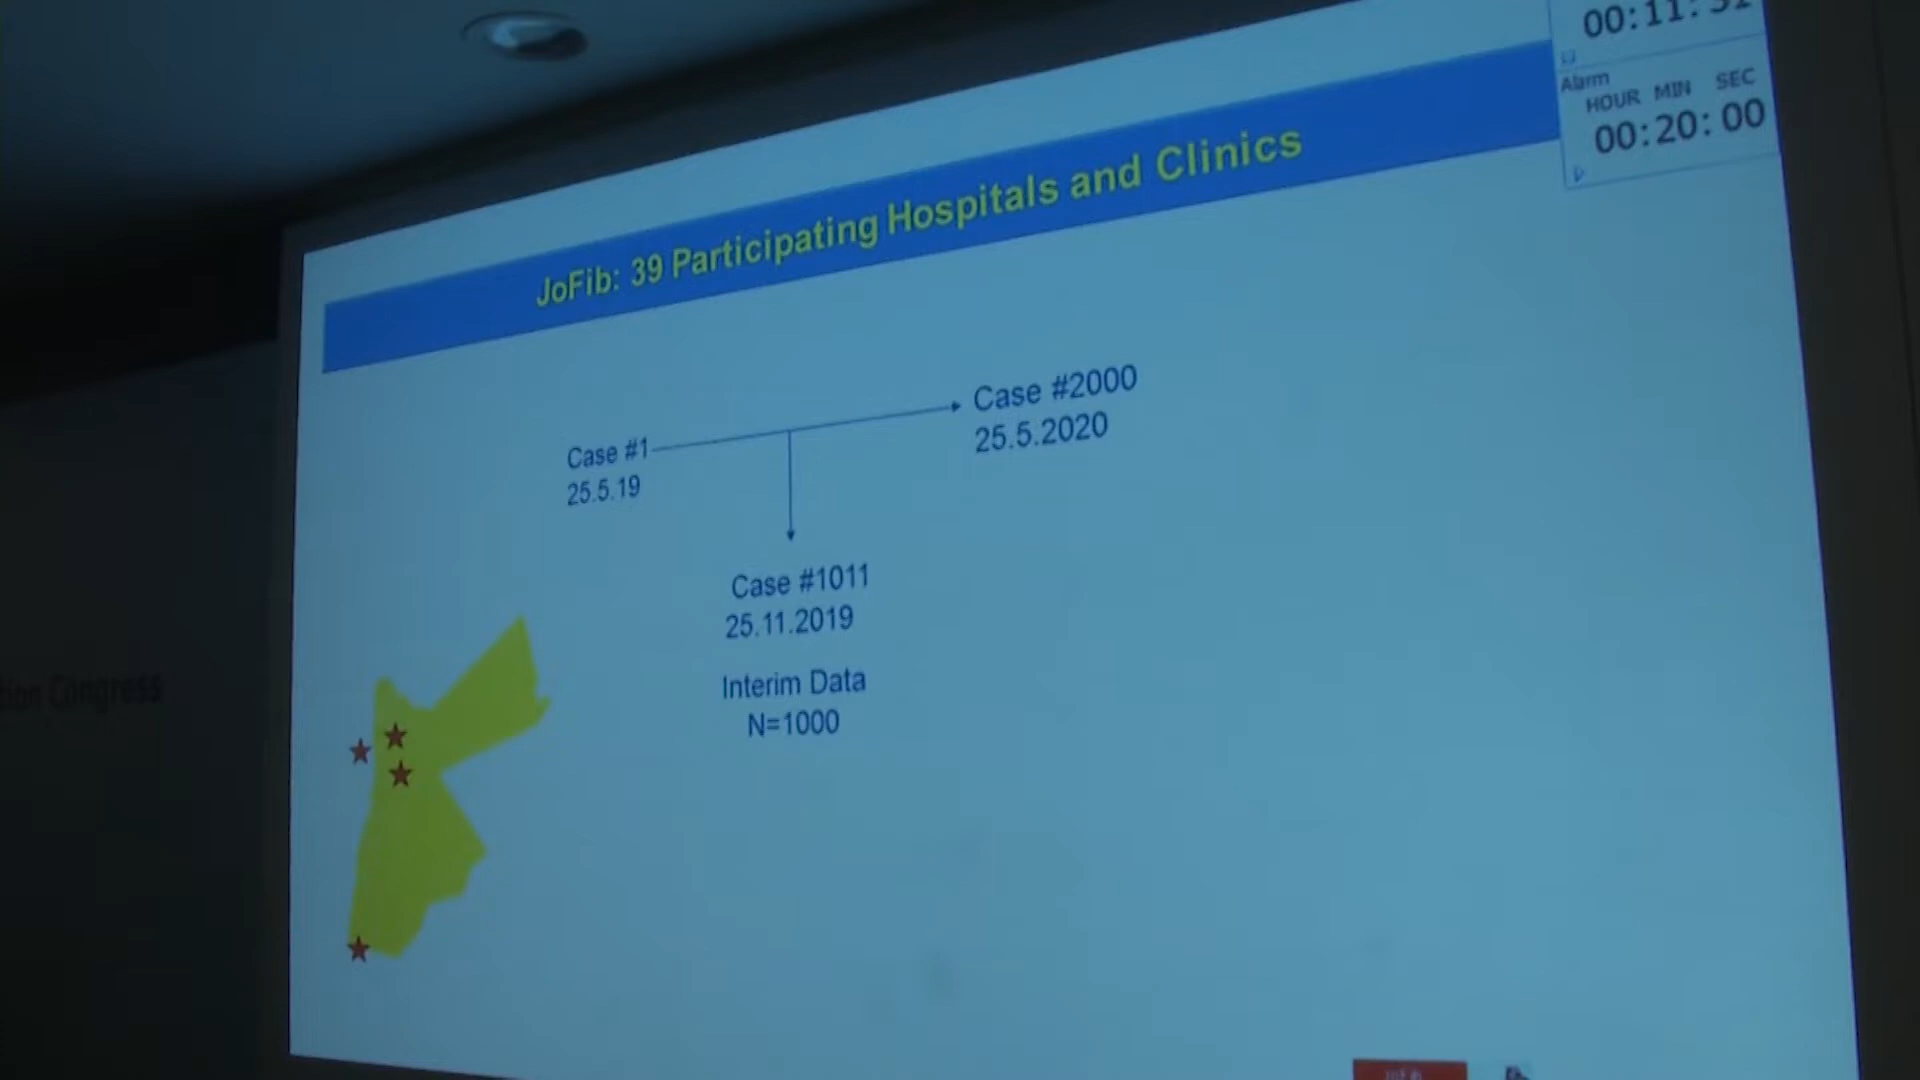 00:11:
Alarm
HOUR MIN SEC
00:20:00
JoFib: 39 Participating Hospitals and Clinics
Case #1
25.5.19
Case #2000
25.5.2020
Case #1011
25.11.2019
Interim Data
N=1000
Congress